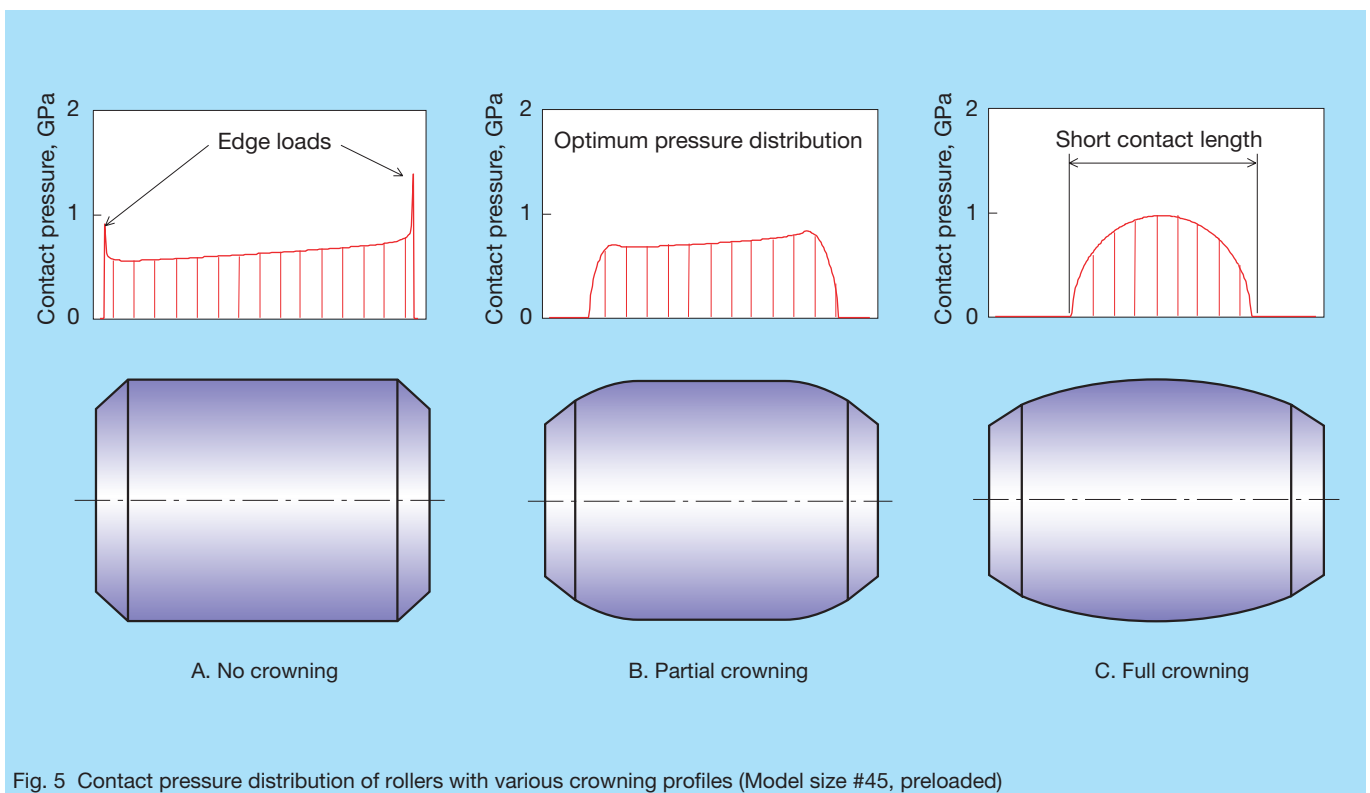 Contact pressure, GPa
2
1
0
Edge loads
Contact pressure, GPa
2
1
0
Optimum pressure distribution
Contact pressure, GPa
2
1
0
Short contact length
A. No crowning
B. Partial crowning
C. Full crowning
Fig. 5 Contact pressure distribution of rollers with various crowning profiles (Model size #45, preloaded)